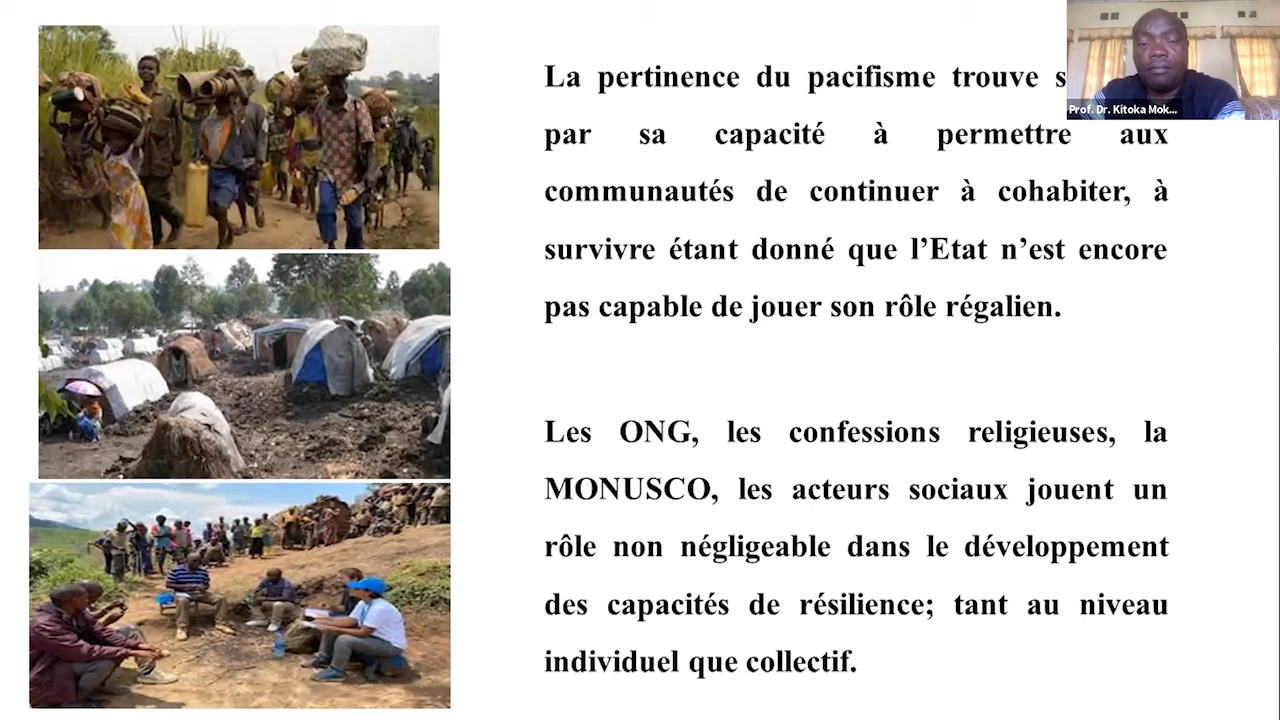 La pertinence du pacifisme trouve
par sa capacité à permettre aux
communautés de continuer à cohabiter, à
survivre étant donné que l’Etat n’est encore
pas capable de jouer son rôle régalien.
Les ONG, les confessions religieuses, la
MONUSCO, les acteurs sociaux jouent un
rôle non négligeable dans le développement
des capacités de résilience; tant au niveau
individuel que collectif.
Prof. Dr. Kitoka Mok...